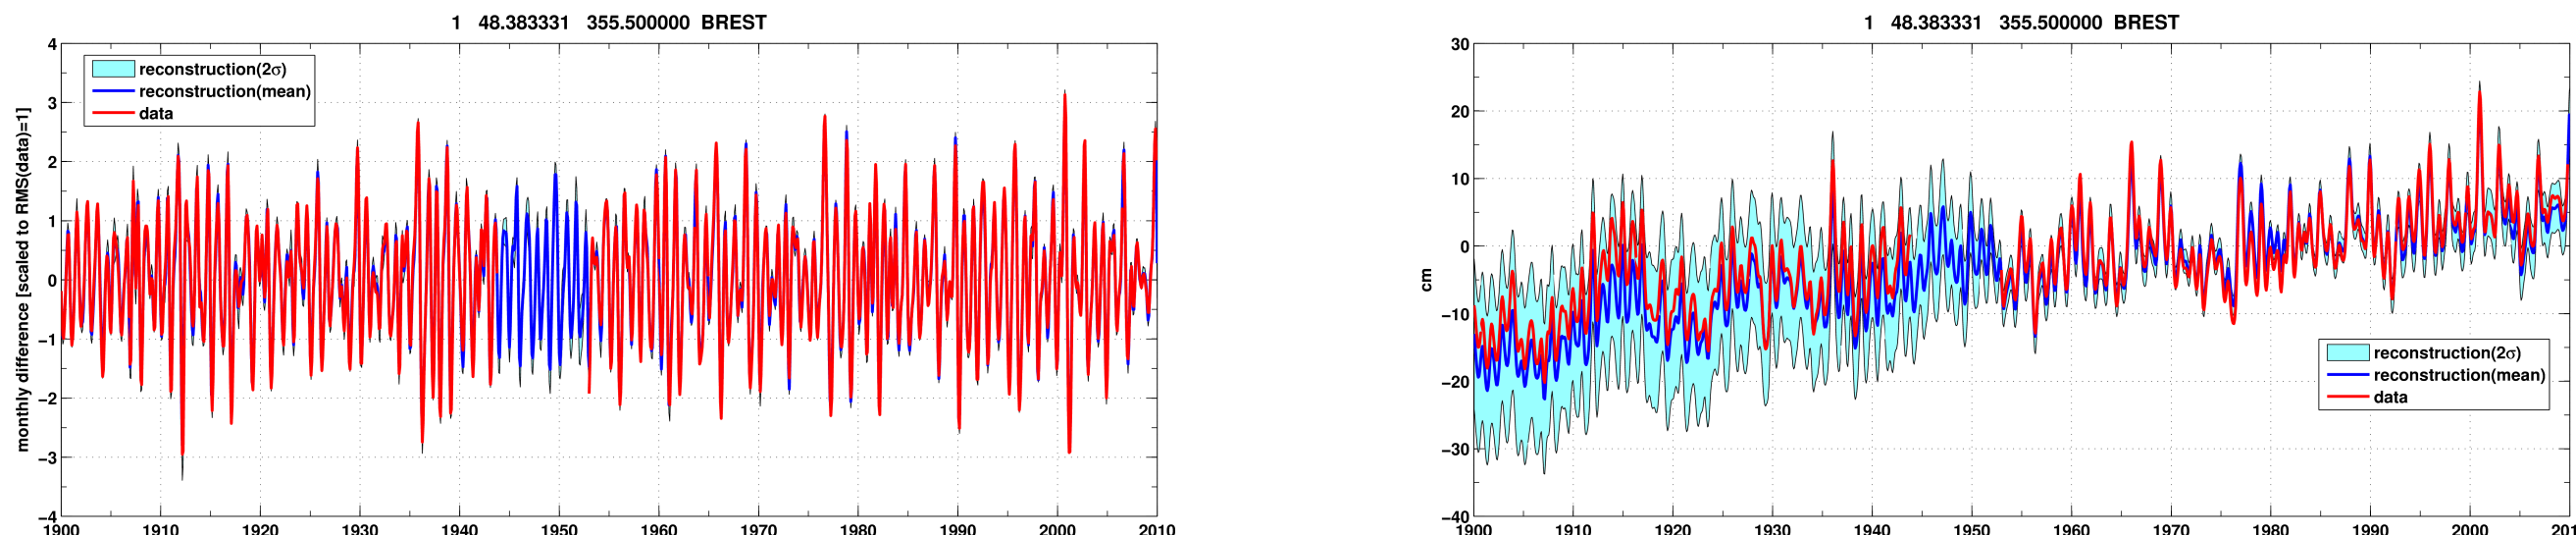 1 48.383331 355.500000 BREST
4
3
2
1
0
−1
−2
−3
−4
monthly difference [scaled to RMS(data)=1]
reconstruction(2σ)
reconstruction(mean)
data
1900 1910 1920 1930 1940 1950 1960 1970 1980 1990 2000 2010
1 48.383331 355.500000 BREST
30
20
10
0
−10
−20
−30
−40
cm
reconstruction(2σ)
reconstruction(mean)
data
1900 1910 1920 1930 1940 1950 1960 1970 1980 1990 2000 201